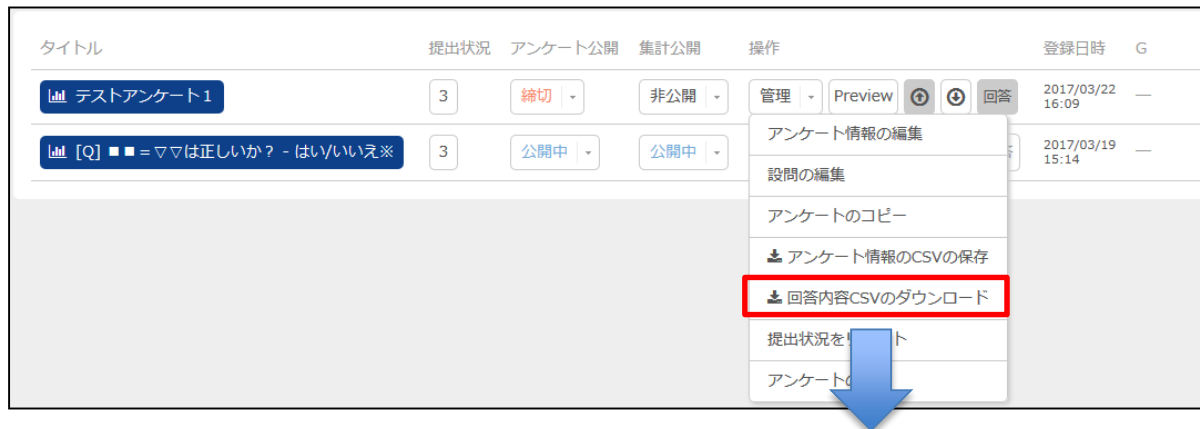 タイトル 提出状況 アンケート公開 集計公開 操作 登録日時 G
テストアンケート1 3 締切 非公開 管理 Preview 回答 2017/03/22 16:09 —
アンケート情報の編集
[Q] ■■=▽▽は正しいか? - はい/いいえ※ 3 公開中 公開中 2017/03/19 15:14 —
設問の編集
アンケートのコピー
アンケート情報のCSVの保存
回答内容CSVのダウンロード
提出状況を ト
アンケートの